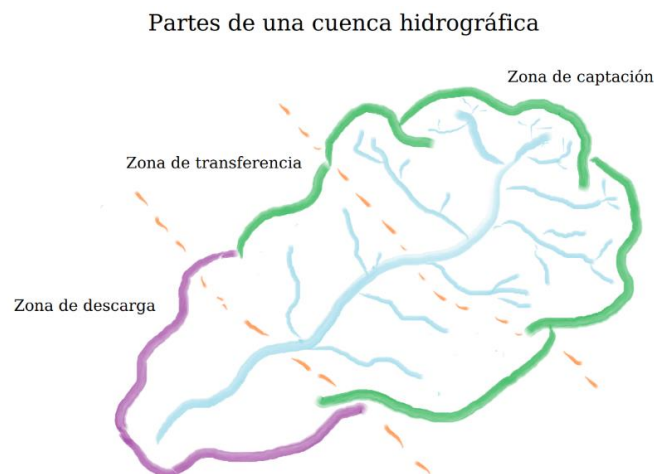 Partes de una cuenca hidrográfica
Zona de captación
Zona de transferencia
Zona de descarga